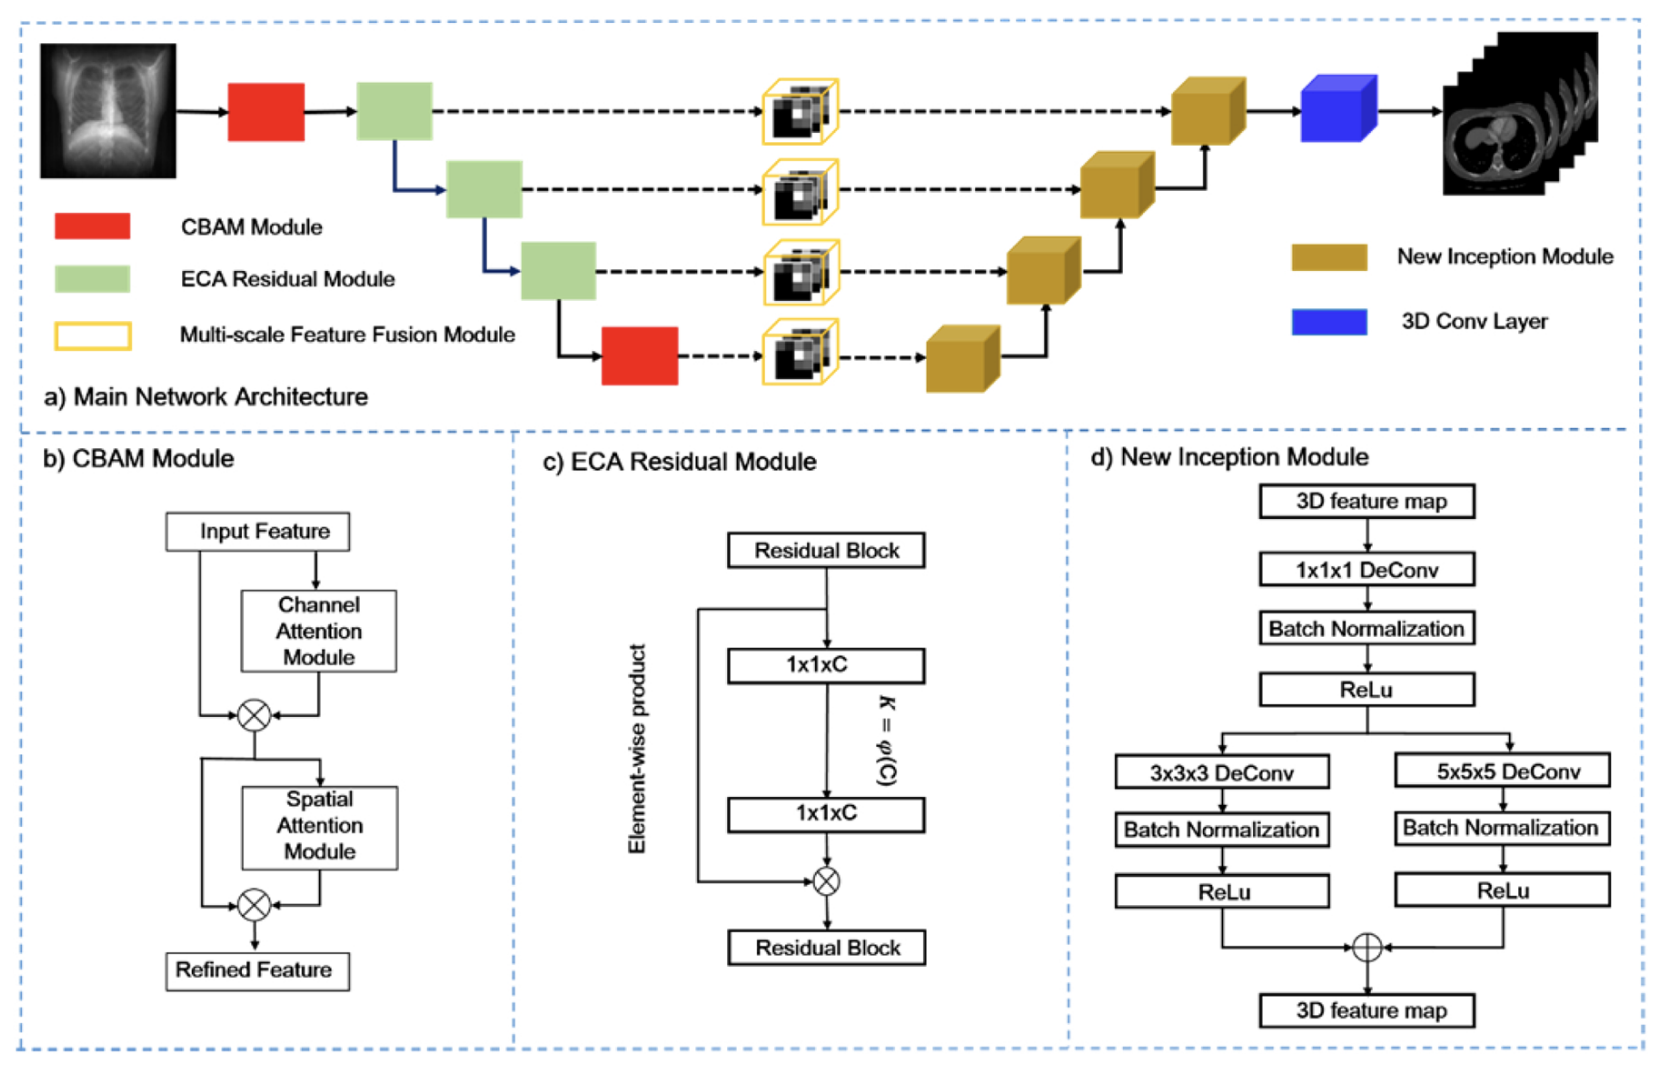 CBAM Module
ECA Residual Module
Multi-scale Feature Fusion Module
New Inception Module
3D Conv Layer
a) Main Network Architecture
b) CBAM Module
Input Feature
Channel
Attention
Module
Spatial
Attention
Module
Refined Feature
c) ECA Residual Module
Residual Block
1x1xC
Element-wise product
K = φ(C)
1x1xC
Residual Block
d) New Inception Module
3D feature map
1x1x1 DeConv
Batch Normalization
ReLu
3x3x3 DeConv
5x5x5 DeConv
Batch Normalization
Batch Normalization
ReLu
ReLu
3D feature map